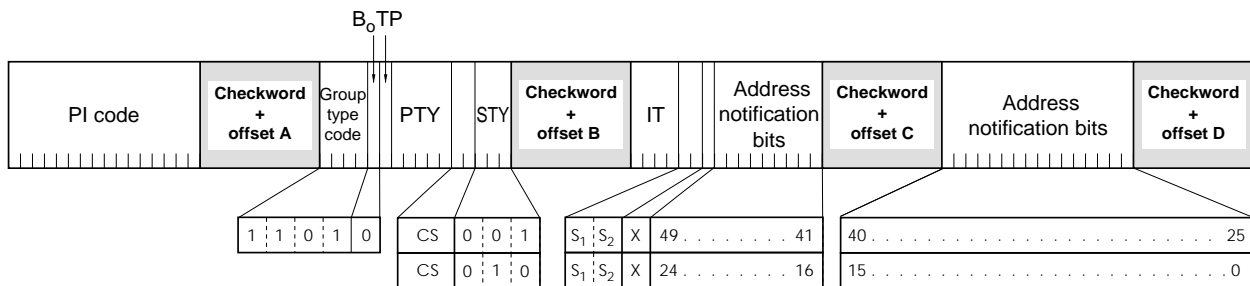 BoTP
PI code
Checkword + offset A
Group type code
PTY
STY
Checkword + offset B
IT
Address notification bits
Checkword + offset C
Address notification bits
Checkword + offset D
1 1 0 1 0
CS 0 0 1
S1 S2 X 49 . . . . . . . 41
40 . . . . . . . . . . . . . . . . . . . . . . . . . . . . . 25
CS 0 1 0
S1 S2 X 24 . . . . . . . 16
15 . . . . . . . . . . . . . . . . . . . . . . . . . . . . . 0